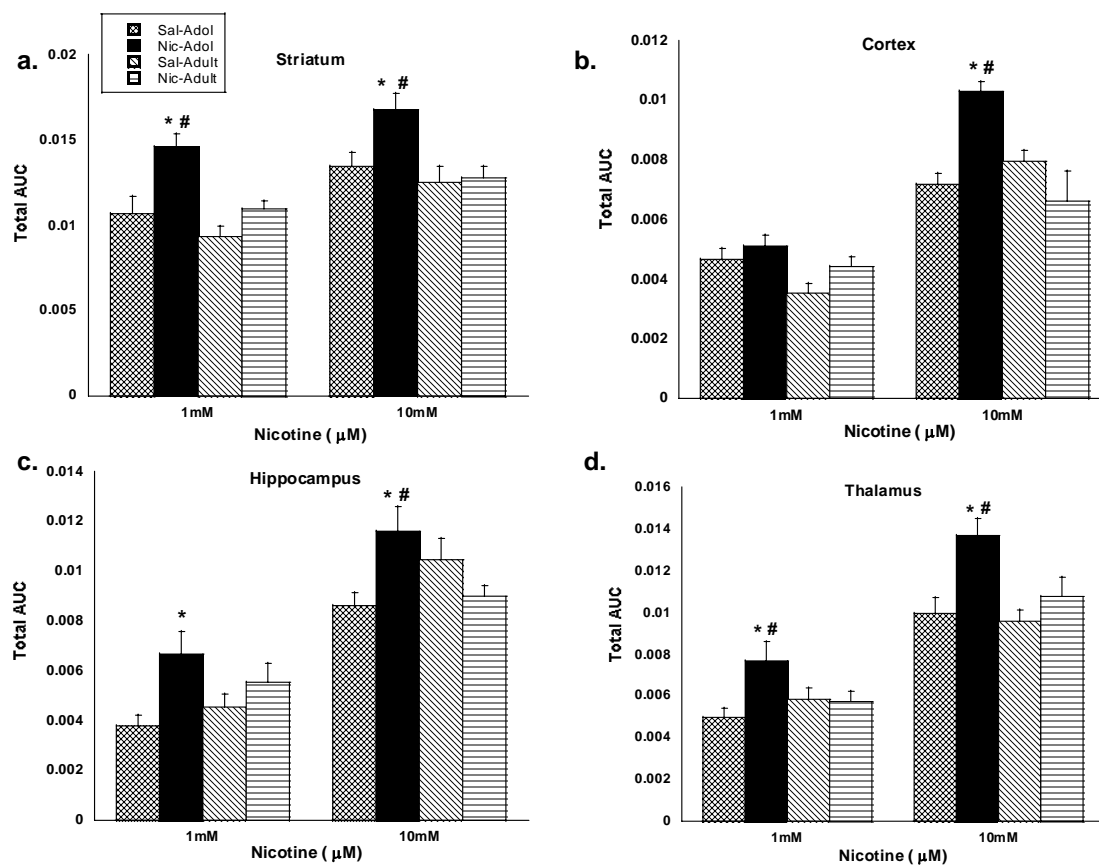 Sal-Adol
Nic-Adol
Sal-Adult
Nic-Adult
a.
Striatum
* #
* #
0.02
0.015
0.01
0.005
0
Total AUC
1mM
10mM
Nicotine ( μM)
b.
Cortex
* #
0.012
0.01
0.008
0.006
0.004
0.002
0
Total AUC
1mM
10mM
Nicotine ( μM)
c.
Hippocampus
*
* #
0.014
0.012
0.01
0.008
0.006
0.004
0.002
0
Total AUC
1mM
10mM
Nicotine ( μM)
d.
Thalamus
* #
* #
0.016
0.014
0.012
0.01
0.008
0.006
0.004
0.002
0
Total AUC
1mM
10mM
Nicotine ( μM)